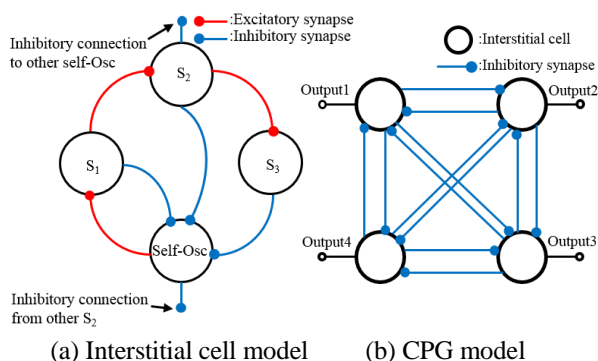 Inhibitory connection
to other self-Osc
:Excitatory synapse
:Inhibitory synapse
S2
S1
S3
Self-Osc
Inhibitory connection
from other S2
(a) Interstitial cell model
:Interstitial cell
:Inhibitory synapse
Output1
Output2
Output4
Output3
(b) CPG model